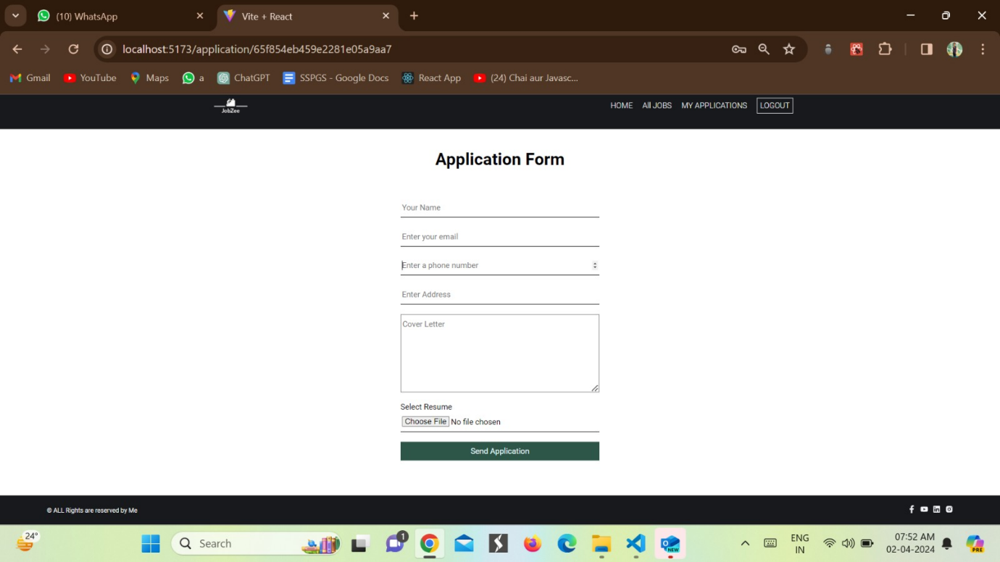 (10) WhatsApp
Vite + React
localhost:5173/application/65f854eb459e2281e05a9aa7
Gmail YouTube Maps a ChatGPT SSPGS - Google Docs React App (24) Chai aur Javasc...
JobZee
HOME All JOBS MY APPLICATIONS LOGOUT
Application Form
Your Name
Enter your email
Enter a phone number
Enter Address
Cover Letter
Select Resume
Choose File No file chosen
Send Application
© ALL Rights are reserved by Me
24°
Search
1
NEW
ENG
IN
07:52 AM
02-04-2024
PRE